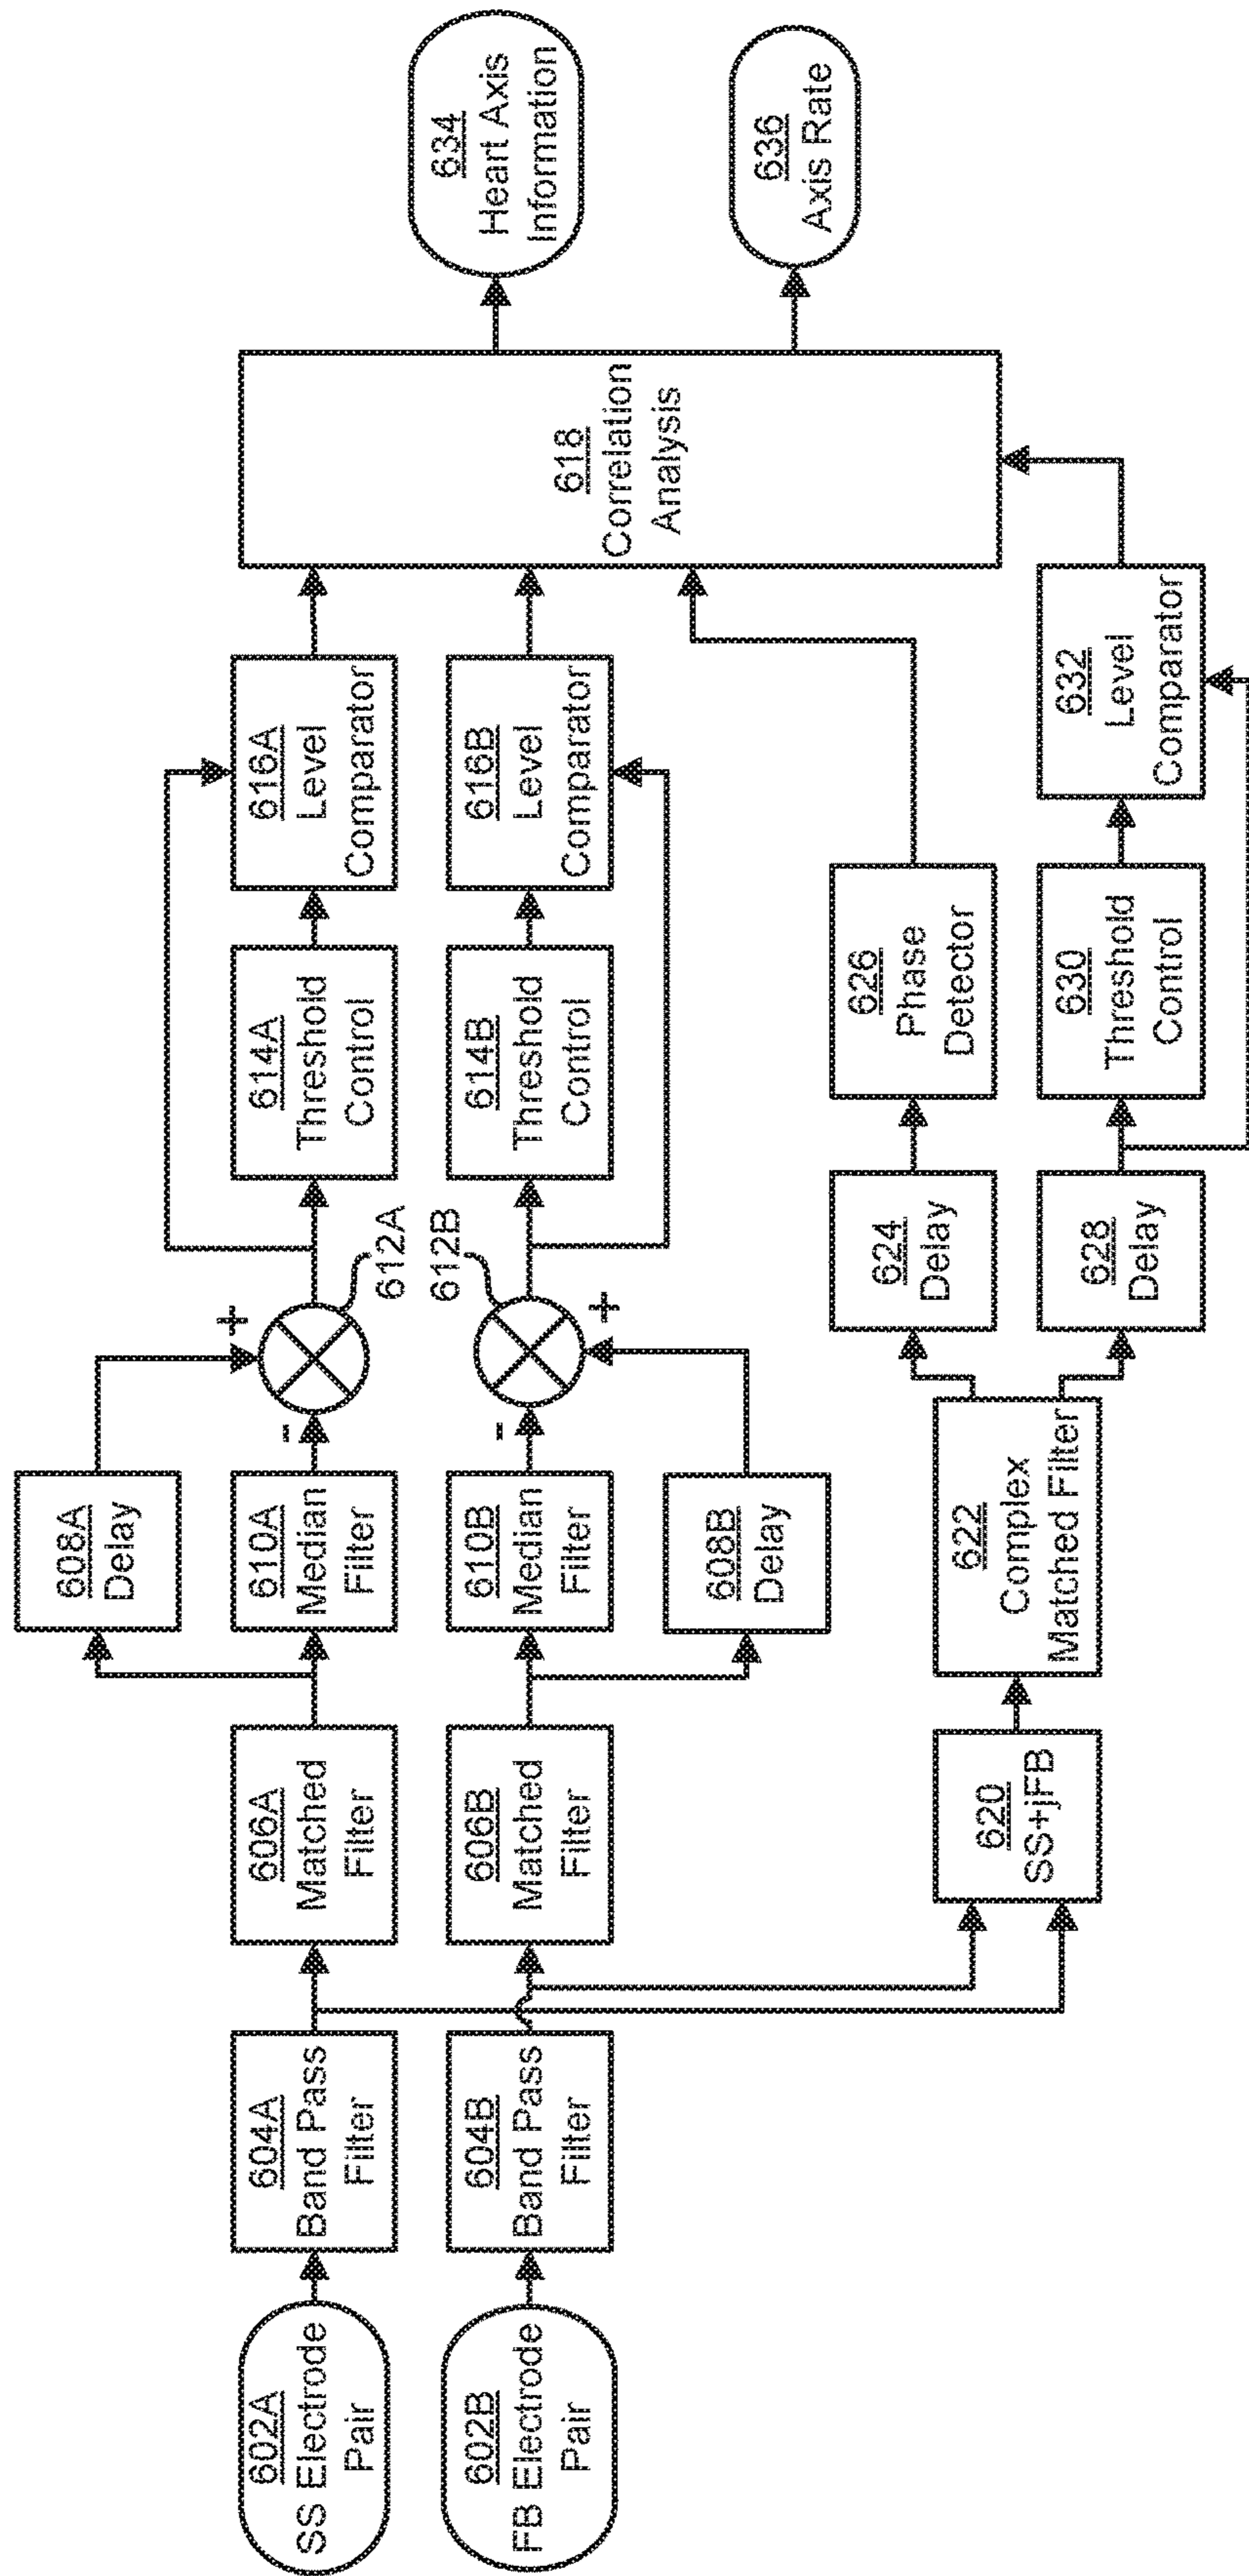 602A
SS Electrode
Pair
604A
Band Pass
Filter
606A
Matched
Filter
608A
Delay
610A
Median
Filter
+
-
612A
614A
Threshold
Control
616A
Level
Comparator
602B
FB Electrode
Pair
604B
Band Pass
Filter
606B
Matched
Filter
610B
Median
Filter
608B
Delay
-
+
612B
614B
Threshold
Control
616B
Level
Comparator
618
Correlation
Analysis
634
Heart Axis
Information
636
Axis Rate
620
SS+jFB
622
Complex
Matched Filter
624
Delay
626
Phase
Detector
628
Delay
630
Threshold
Control
632
Level
Comparator